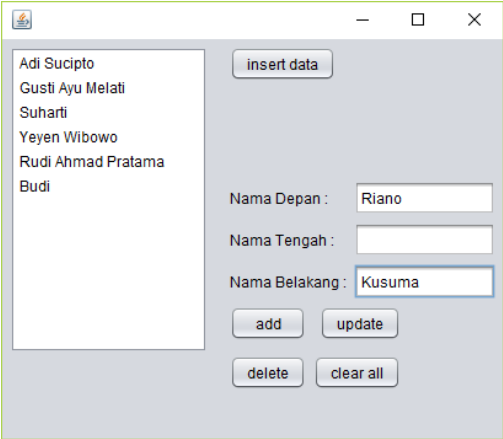 Adi Sucipto
Gusti Ayu Melati
Suharti
Yeyen Wibowo
Rudi Ahmad Pratama
Budi
insert data
Nama Depan : Riano
Nama Tengah :
Nama Belakang : Kusuma
add update
delete clear all